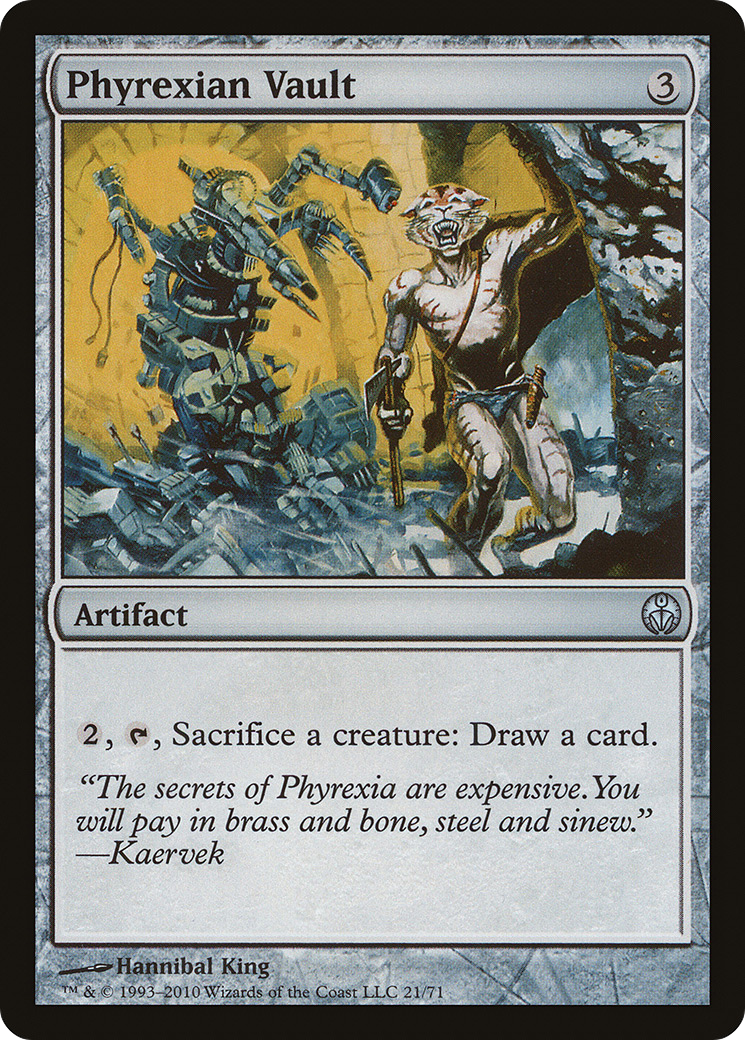 Phyrexian Vault
3
Artifact
2, , Sacrifice a creature: Draw a card.
“The secrets of Phyrexia are expensive. You
will pay in brass and bone, steel and sinew.”
—Kaervek
Hannibal King
™ & © 1993–2010 Wizards of the Coast LLC 21/71